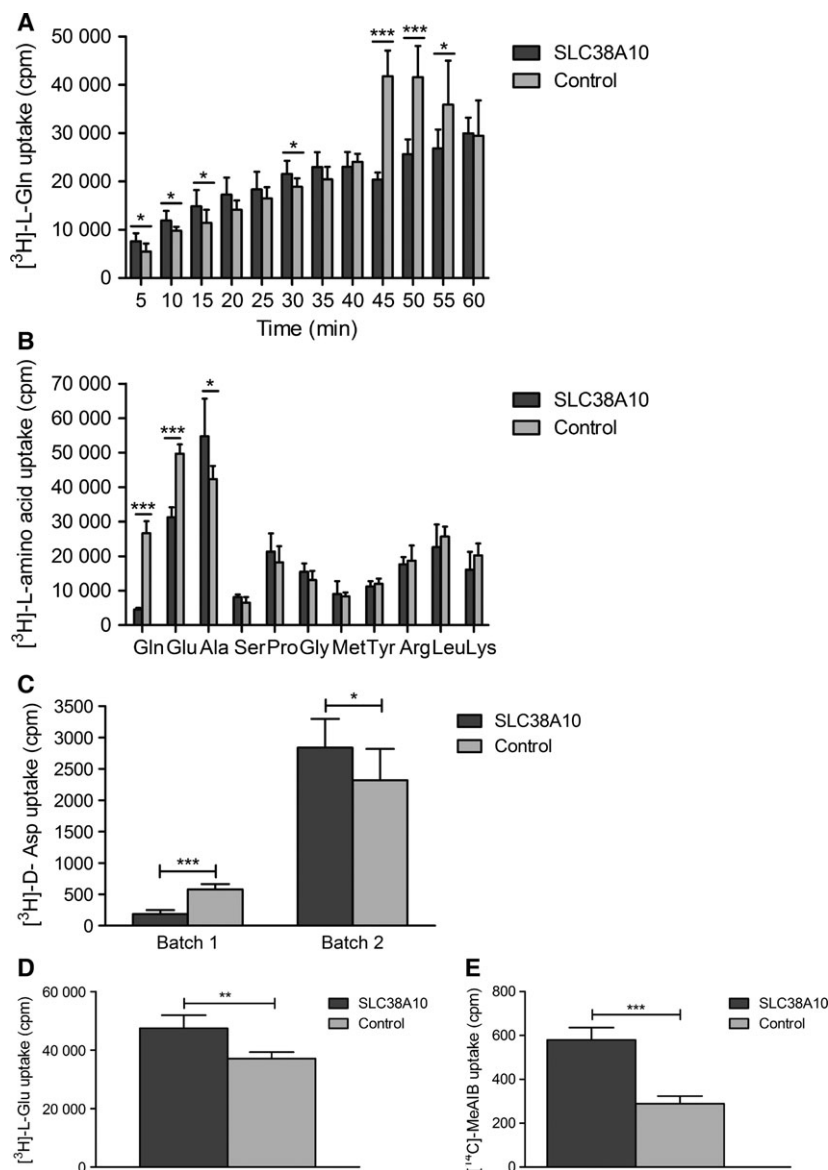 A
[³H]-L-Gln uptake (cpm)
50 000
40 000
30 000
20 000
10 000
0
*
*
*
*
***
***
*
SLC38A10
Control
5 10 15 20 25 30 35 40 45 50 55 60
Time (min)
B
[³H]-L-amino acid uptake (cpm)
70 000
60 000
50 000
40 000
30 000
20 000
10 000
0
***
***
*
SLC38A10
Control
Gln Glu Ala Ser Pro Gly Met Tyr Arg Leu Lys
C
[³H]-D- Asp uptake (cpm)
3500
3000
2500
2000
1500
1000
500
0
***
*
SLC38A10
Control
Batch 1 Batch 2
D
[³H]-L-Glu uptake (cpm)
60 000
40 000
20 000
0
**
SLC38A10
Control
E
[¹⁴C]-MeAIB uptake (cpm)
800
600
400
200
0
***
SLC38A10
Control